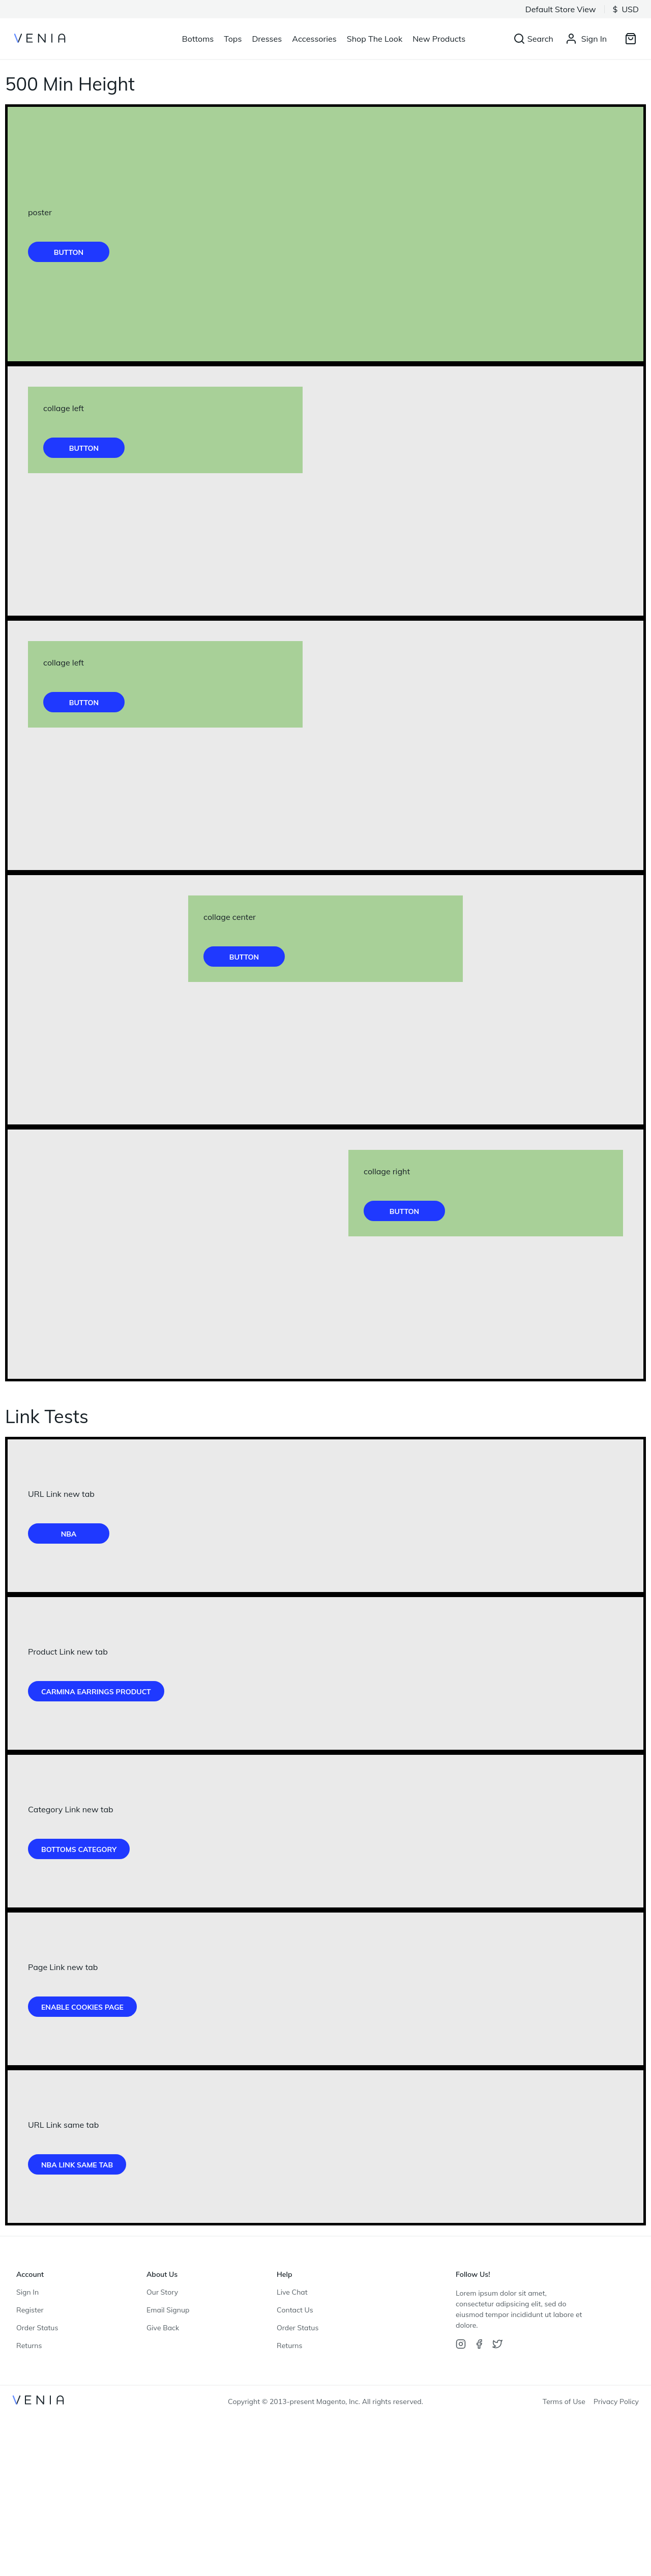 Default Store View
$ USD
VENIA
Bottoms
Tops
Dresses
Accessories
Shop The Look
New Products
Search
Sign In
500 Min Height
poster
BUTTON
collage left
BUTTON
collage left
BUTTON
collage center
BUTTON
collage right
BUTTON
Link Tests
URL Link new tab
NBA
Product Link new tab
CARMINA EARRINGS PRODUCT
Category Link new tab
BOTTOMS CATEGORY
Page Link new tab
ENABLE COOKIES PAGE
URL Link same tab
NBA LINK SAME TAB
Account
Sign In
Register
Order Status
Returns
About Us
Our Story
Email Signup
Give Back
Help
Live Chat
Contact Us
Order Status
Returns
Follow Us!
Lorem ipsum dolor sit amet,
consectetur adipsicing elit, sed do
eiusmod tempor incididunt ut labore et
dolore.
VENIA
Copyright © 2013-present Magento, Inc. All rights reserved.
Terms of Use
Privacy Policy